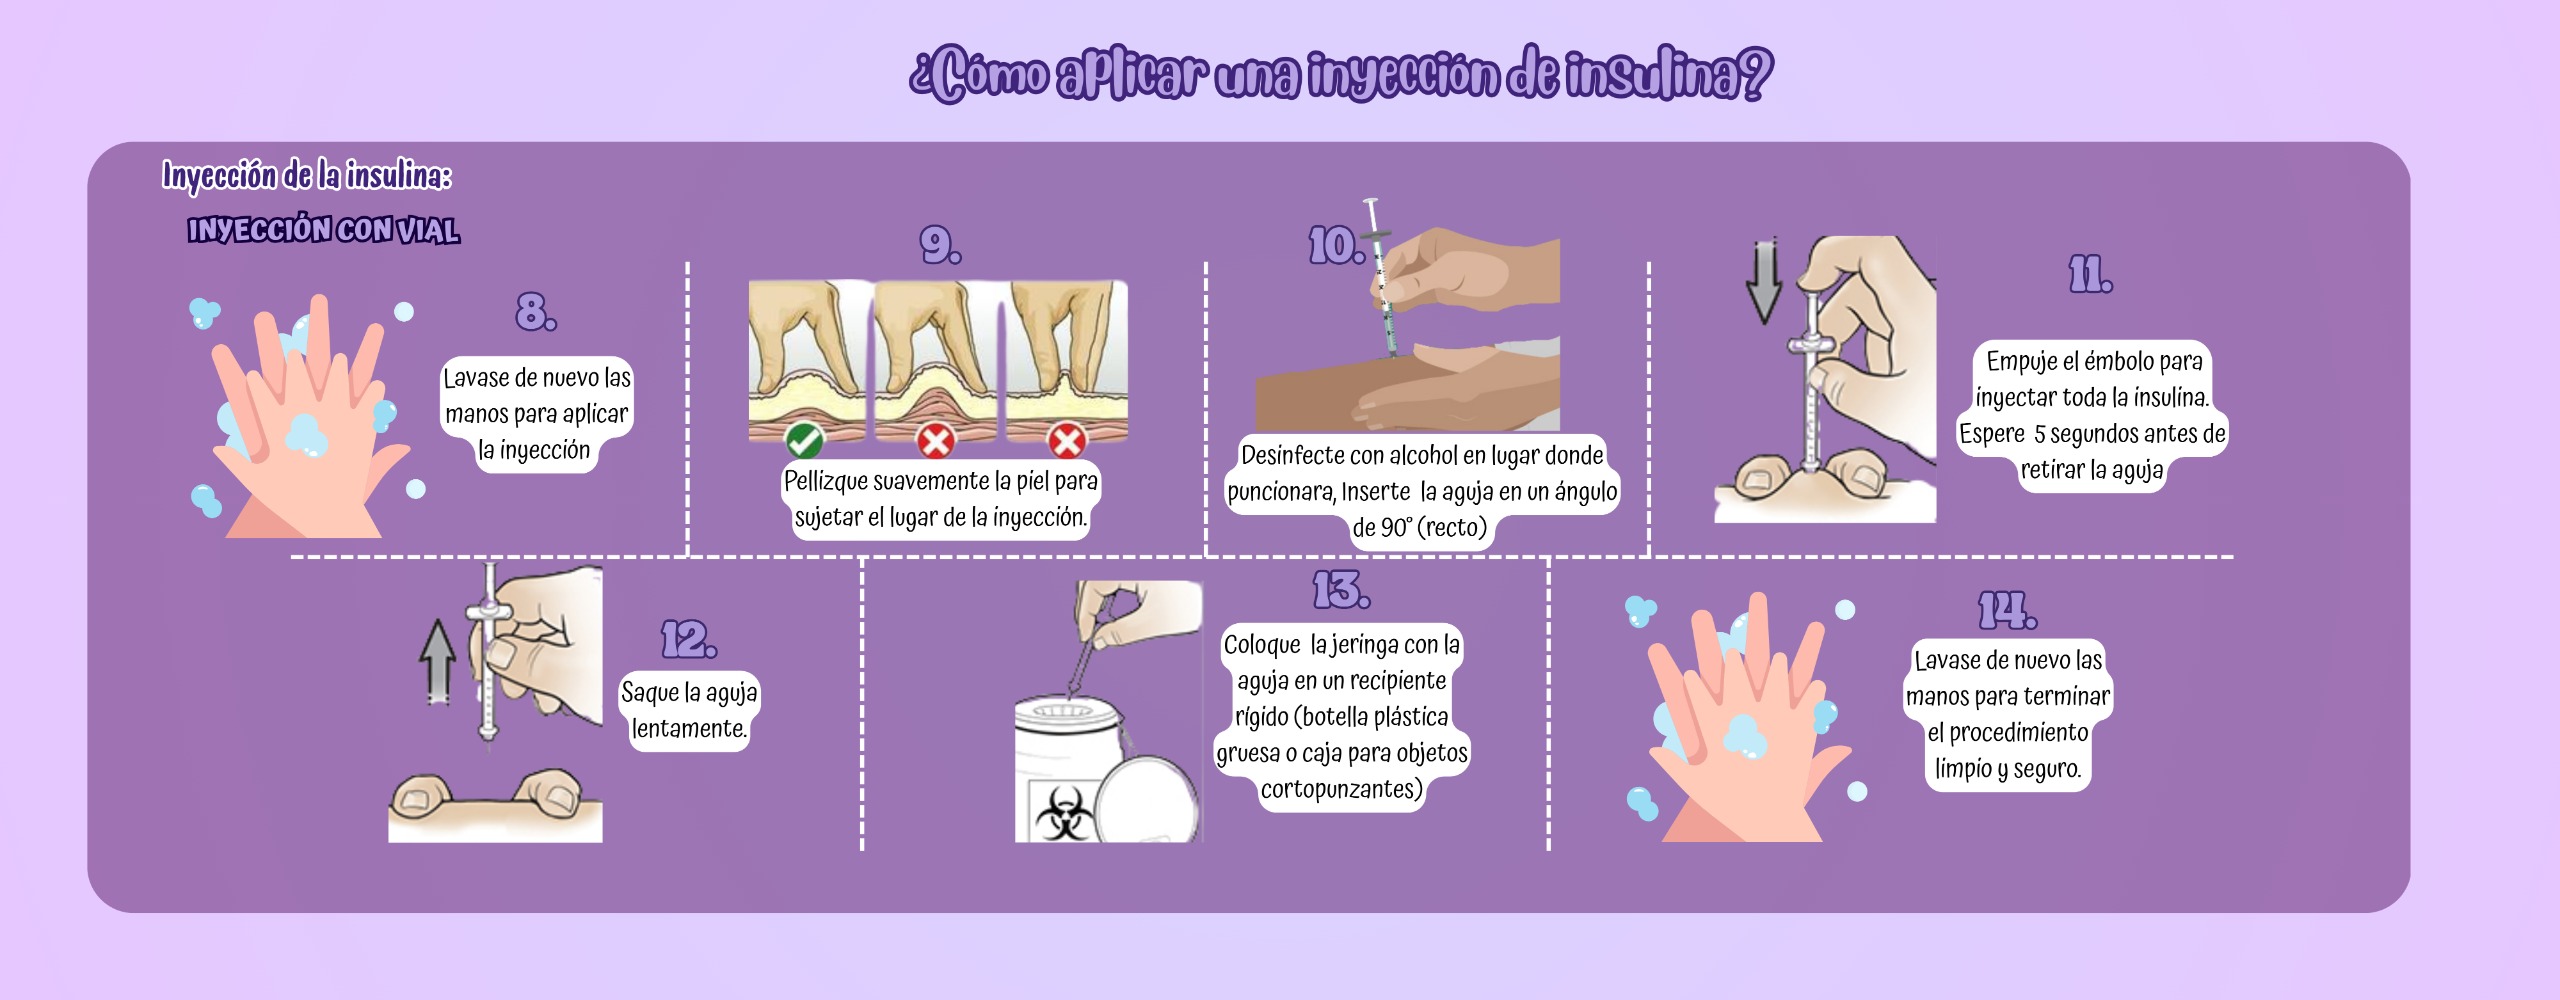 ¿Cómo aplicar una inyección de insulina?
Inyección de la insulina:
INYECCIÓN CON VIAL
8.
Lavase de nuevo las
manos para aplicar
la inyección
9.
Pellizque suavemente la piel para
sujetar el lugar de la inyección.
10.
Desinfecte con alcohol en lugar donde
puncionara, Inserte la aguja en un ángulo
de 90° (recto)
11.
Empuje el émbolo para
inyectar toda la insulina.
Espere 5 segundos antes de
retirar la aguja
12.
Saque la aguja
lentamente.
13.
Coloque la jeringa con la
aguja en un recipiente
rígido (botella plástica
gruesa o caja para objetos
cortopunzantes)
14.
Lavase de nuevo las
manos para terminar
el procedimiento
limpio y seguro.